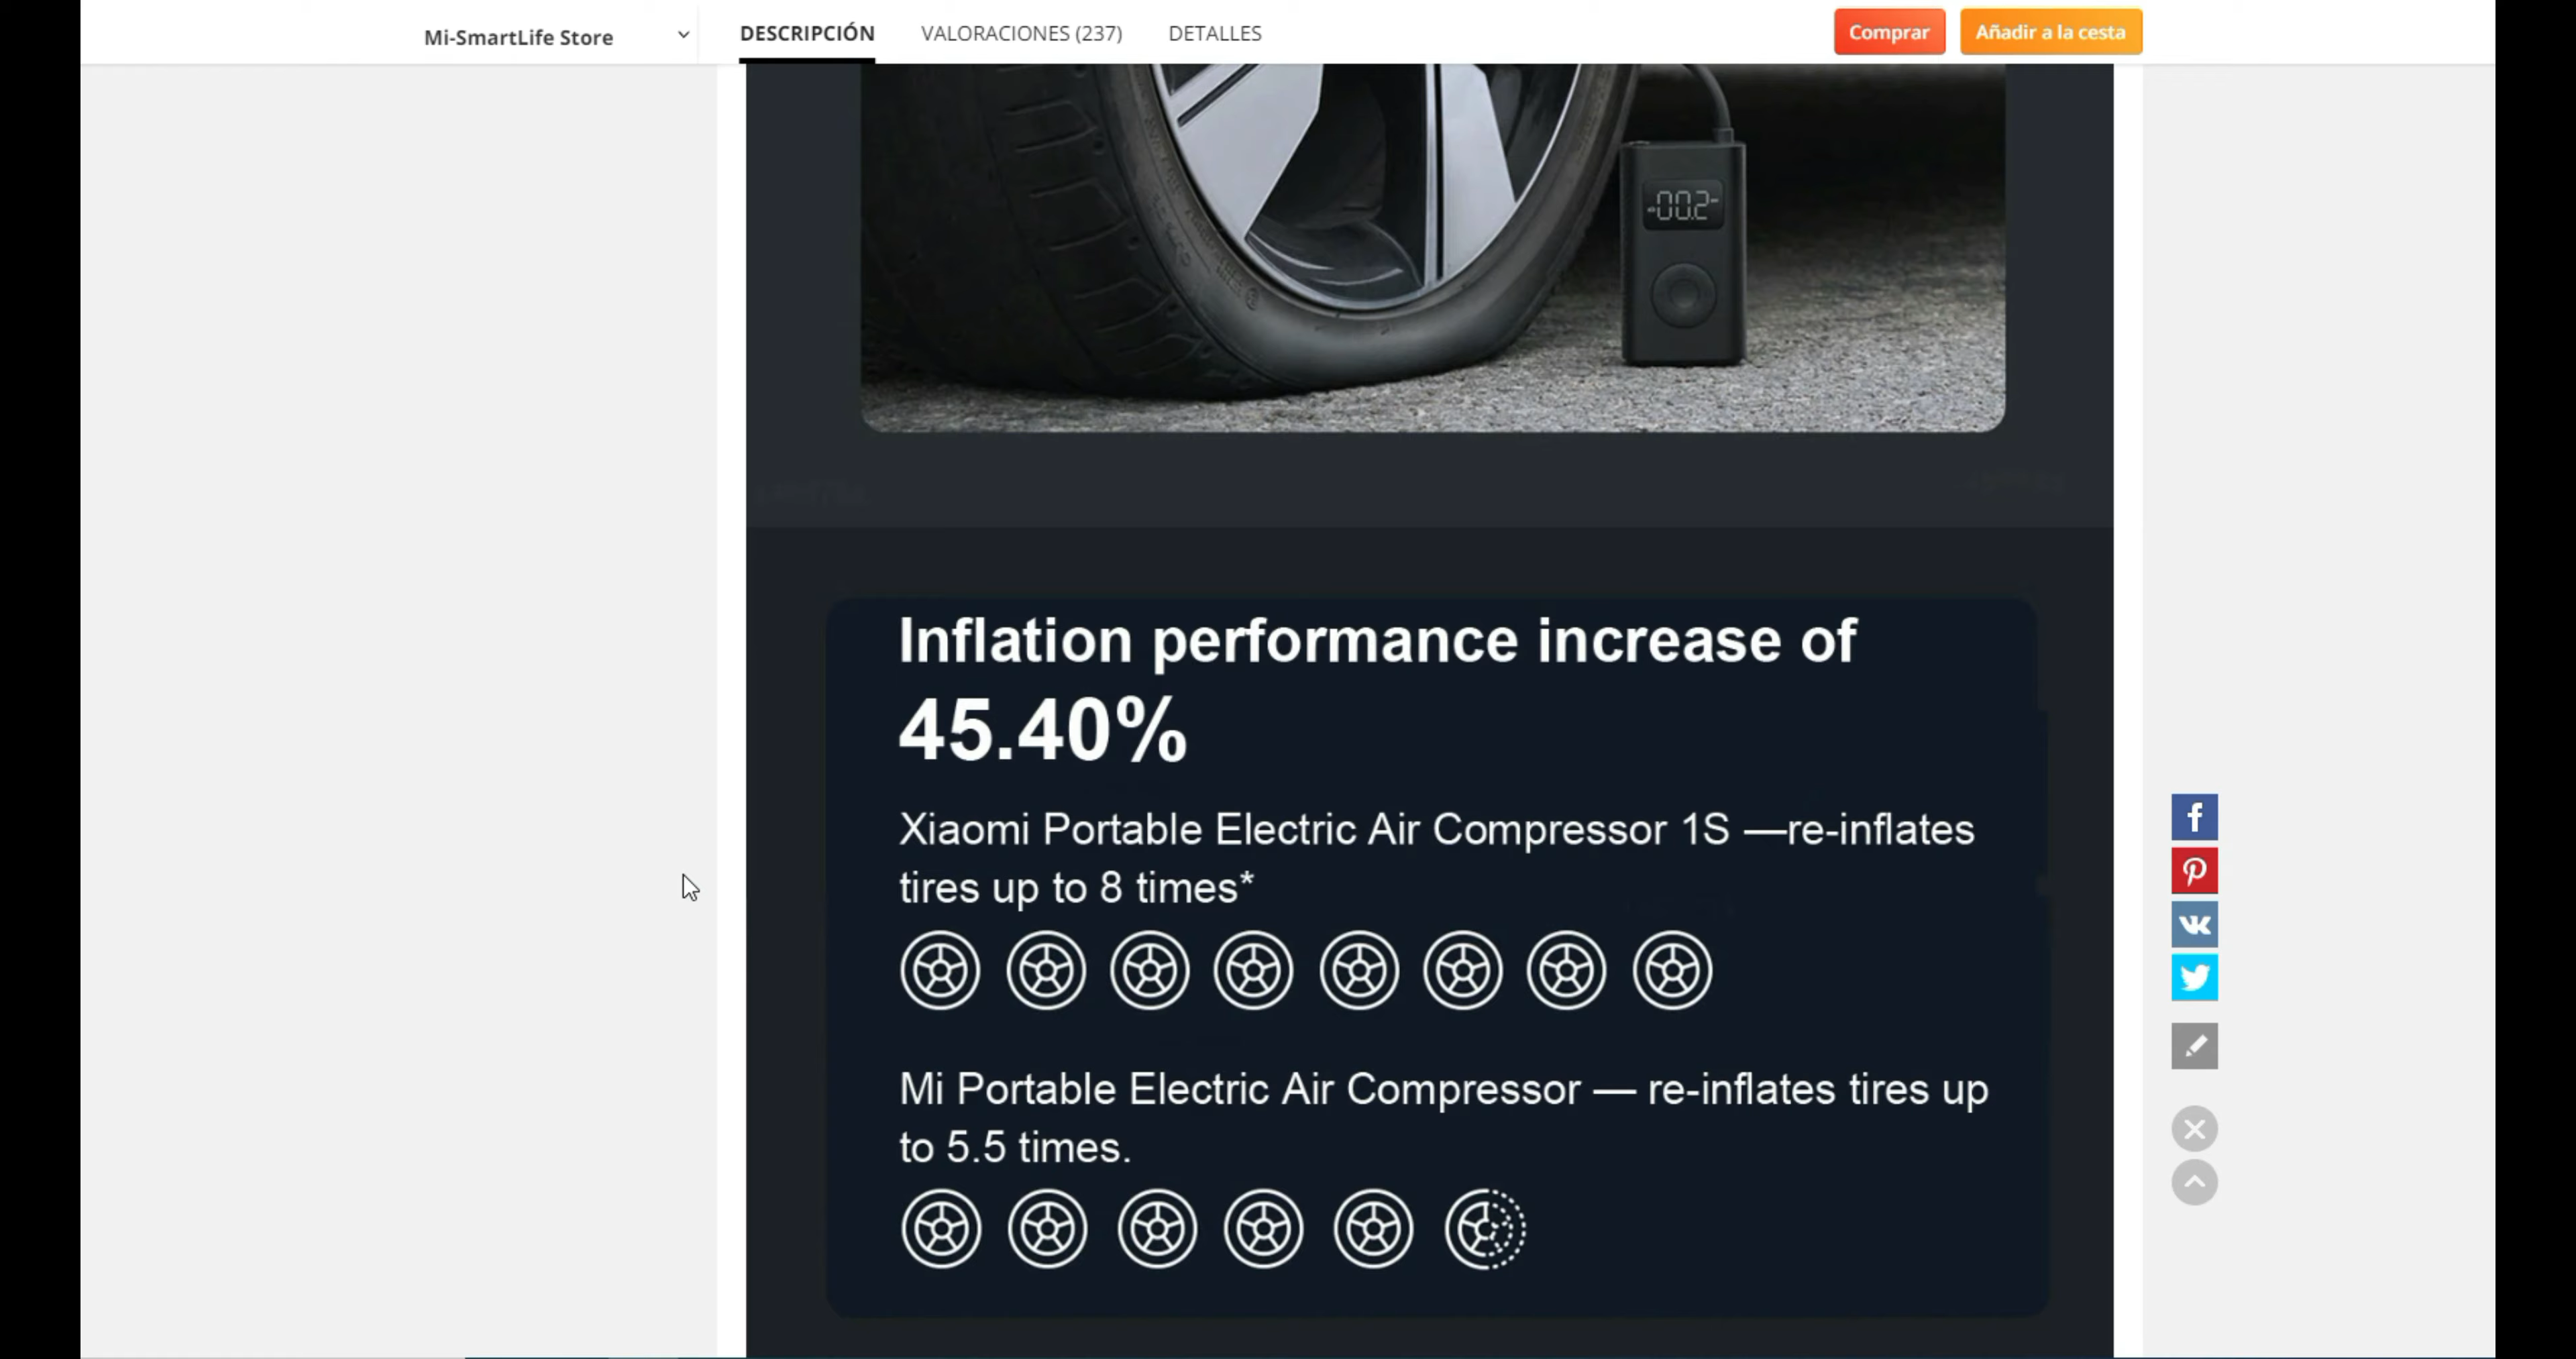 Mi-SmartLife Store
DESCRIPCIÓN
VALORACIONES (237)
DETALLES
Comprar
Añadir a la cesta
00.2
Inflation performance increase of
45.40%
Xiaomi Portable Electric Air Compressor 1S —re-inflates
tires up to 8 times*
Mi Portable Electric Air Compressor — re-inflates tires up
to 5.5 times.